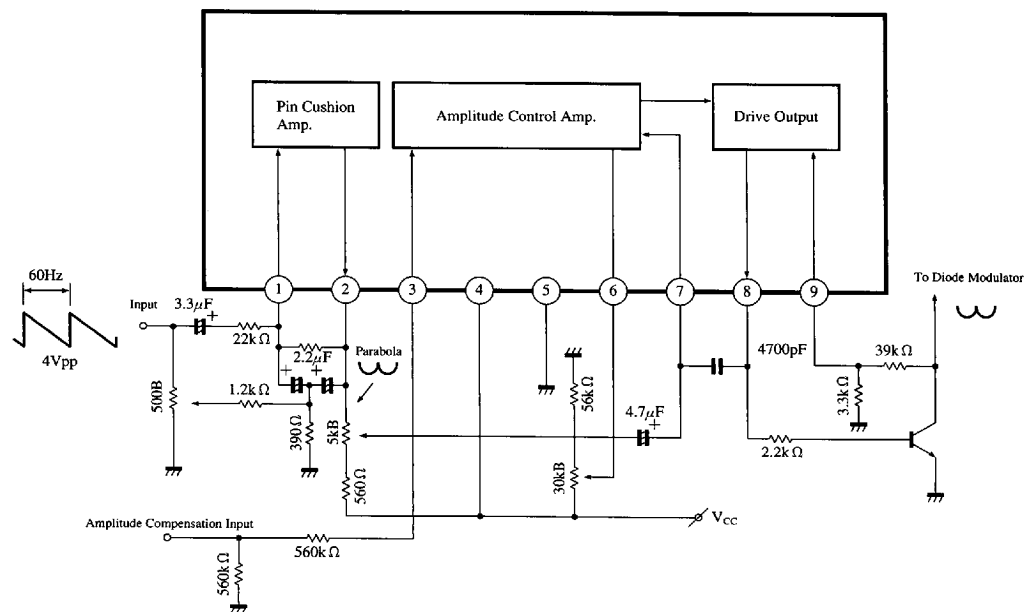 Pin Cushion
Amp.
Amplitude Control Amp.
Drive Output
1
2
3
4
5
6
7
8
9
60Hz
4Vpp
Input
3.3μF
+
22kΩ
2.2μF
+
+
Parabola
500B
1.2kΩ
390Ω
5kB
560Ω
56kΩ
30kB
4.7μF
+
4700pF
2.2kΩ
3.3kΩ
39kΩ
To Diode Modulator
VCC
Amplitude Compensation Input
560kΩ
560kΩ